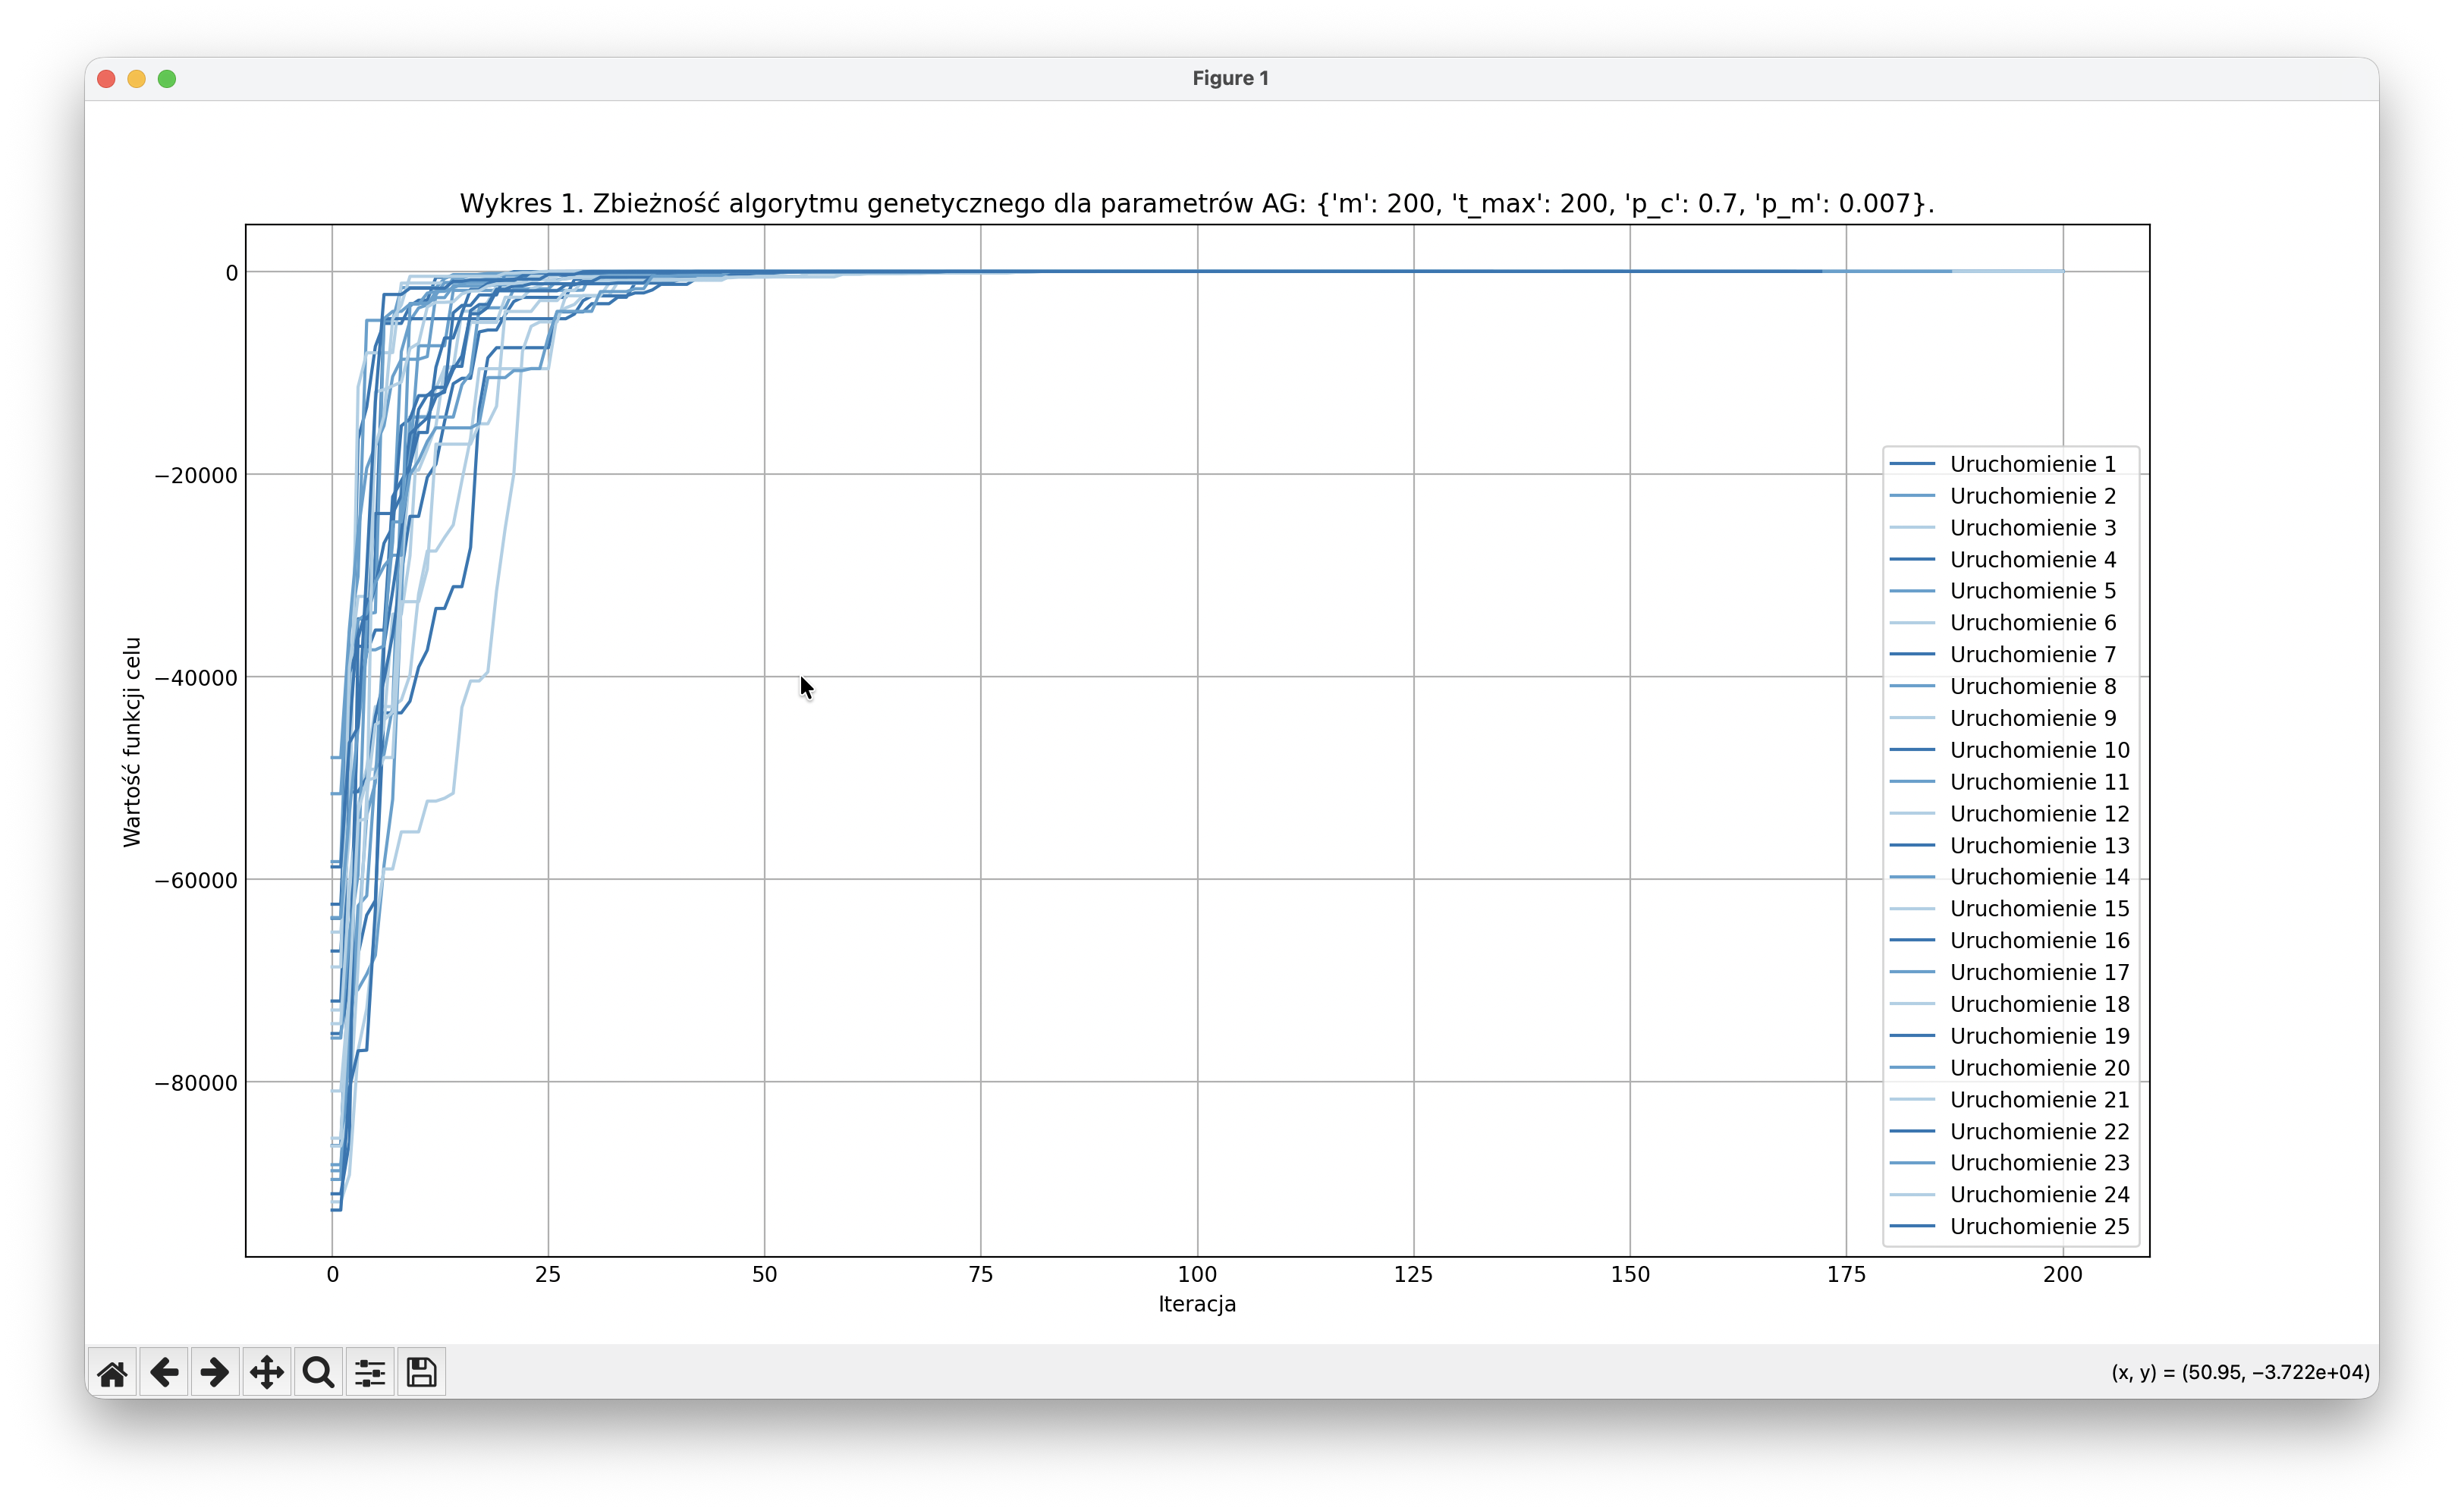 Figure 1
Wykres 1. Zbieżność algorytmu genetycznego dla parametrów AG: {'m': 200, 't_max': 200, 'p_c': 0.7, 'p_m': 0.007}.
0
−20000
−40000
−60000
−80000
Wartość funkcji celu
Uruchomienie 1
Uruchomienie 2
Uruchomienie 3
Uruchomienie 4
Uruchomienie 5
Uruchomienie 6
Uruchomienie 7
Uruchomienie 8
Uruchomienie 9
Uruchomienie 10
Uruchomienie 11
Uruchomienie 12
Uruchomienie 13
Uruchomienie 14
Uruchomienie 15
Uruchomienie 16
Uruchomienie 17
Uruchomienie 18
Uruchomienie 19
Uruchomienie 20
Uruchomienie 21
Uruchomienie 22
Uruchomienie 23
Uruchomienie 24
Uruchomienie 25
0 25 50 75 100 125 150 175 200
Iteracja
(x, y) = (50.95, −3.722e+04)